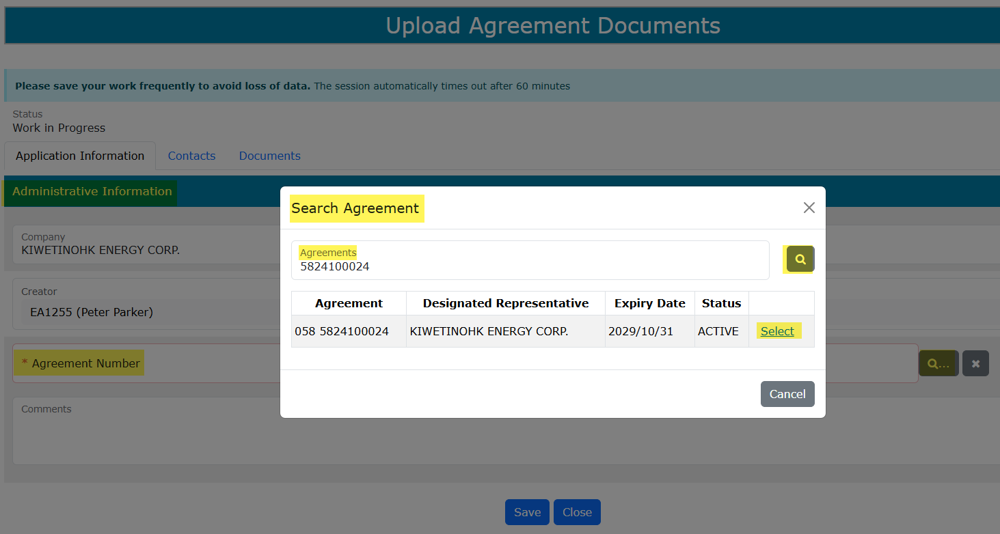 Upload Agreement Documents
Please save your work frequently to avoid loss of data. The session automatically times out after 60 minutes
Status
Work in Progress
Application Information Contacts Documents
Administrative Information
Company
KIWETINOHK ENERGY CORP.
Creator
EA1255 (Peter Parker)
* Agreement Number
...
Comments
Search Agreement
Agreements
5824100024
Agreement Designated Representative Expiry Date Status
058 5824100024 KIWETINOHK ENERGY CORP. 2029/10/31 ACTIVE Select
Cancel
Save Close